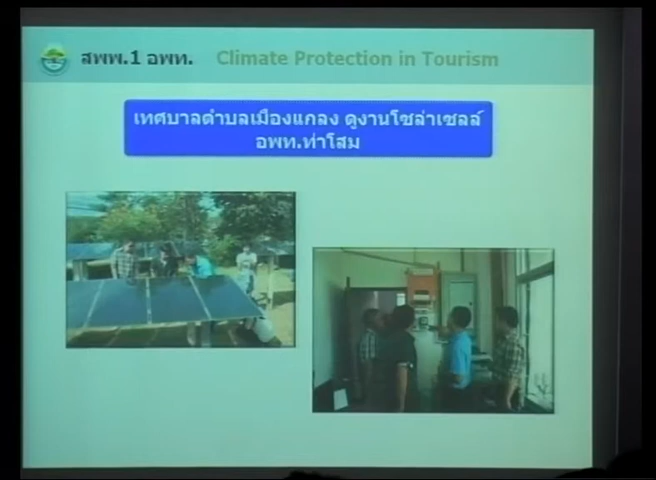 สพพ.1 อพท. Climate Protection in Tourism
เทศบาลตำบลเมืองแกลง ดูงานโซล่าเซลล์
อพท.ท่าโสม